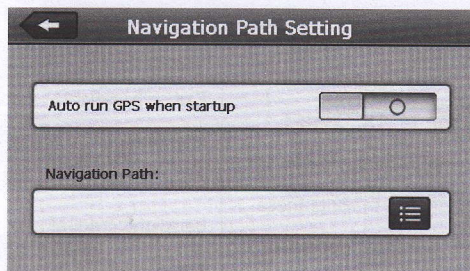 Navigation Path Setting
Auto run GPS when startup
Navigation Path: